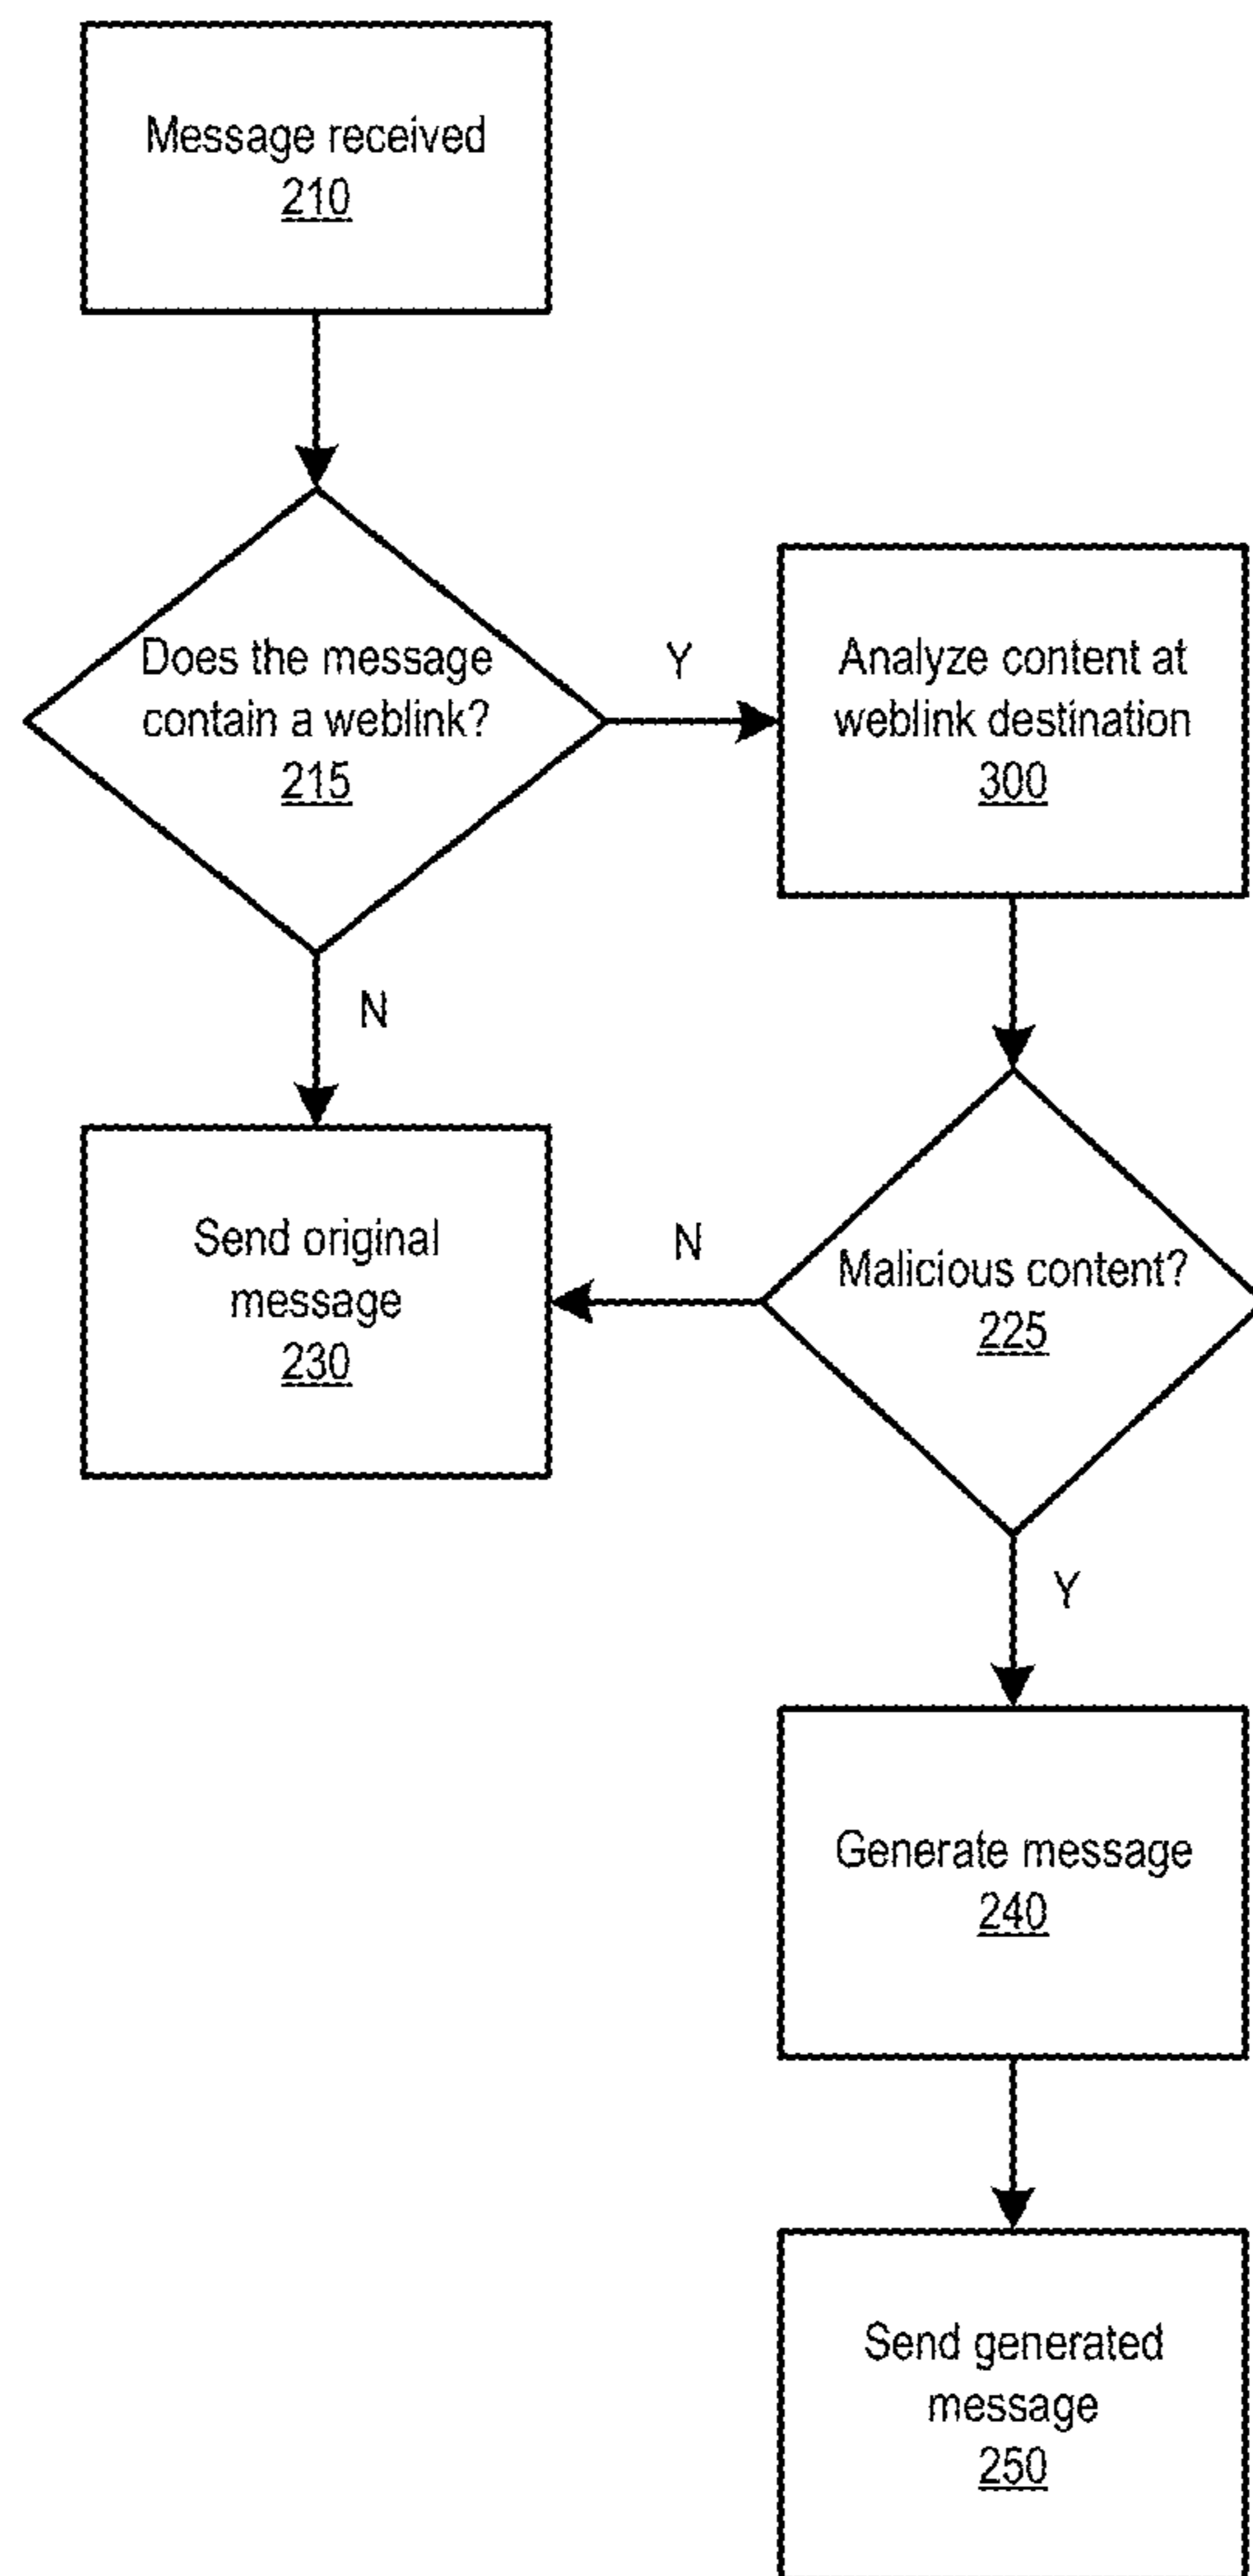 Message received
210
Does the message
contain a weblink?
215
Y
Analyze content at
weblink destination
300
N
Send original
message
230
N
Malicious content?
225
Y
Generate message
240
Send generated
message
250